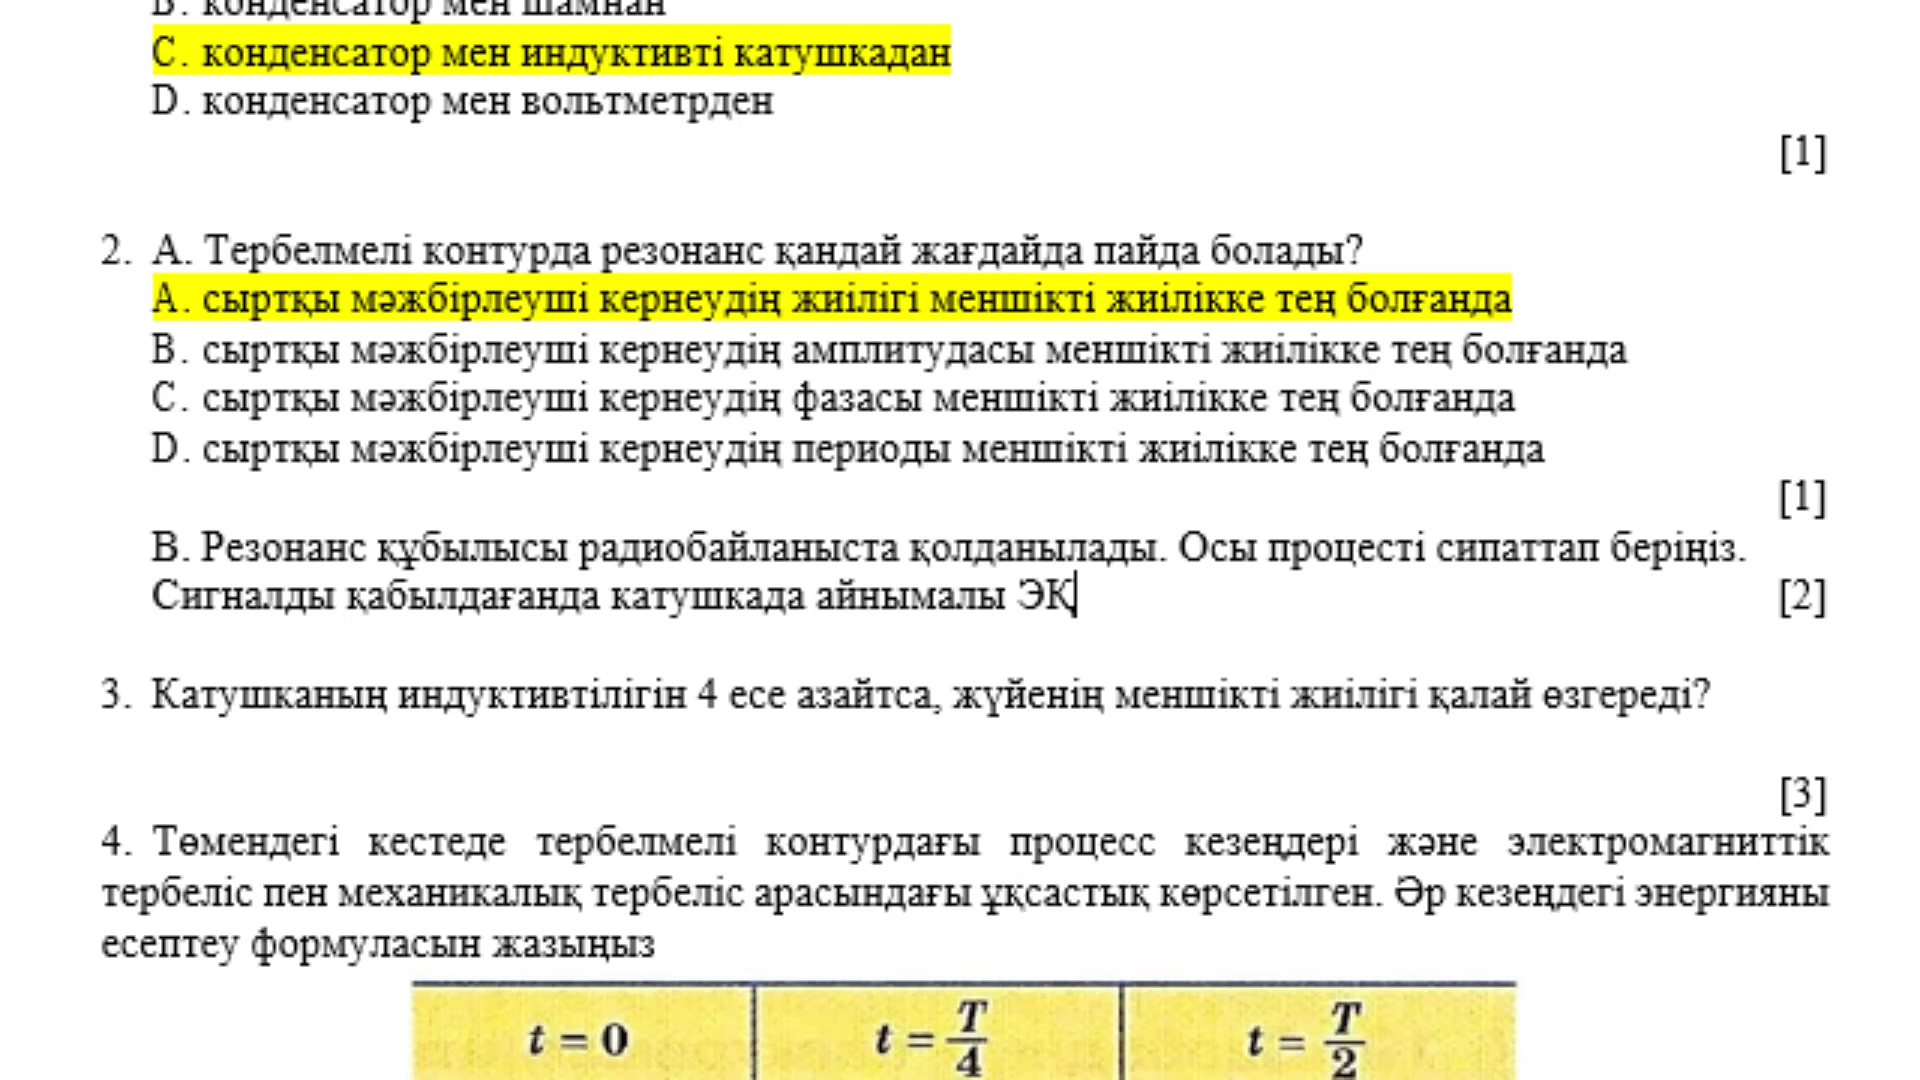 B. конденсатор мен шамнан
C. конденсатор мен индуктивті катушкадан
D. конденсатор мен вольтметрден
[1]
2. A. Тербелмелі контурда резонанс қандай жағдайда пайда болады?
A. сыртқы мәжбірлеуші кернеудің жиілігі меншікті жиілікке тең болғанда
B. сыртқы мәжбірлеуші кернеудің амплитудасы меншікті жиілікке тең болғанда
C. сыртқы мәжбірлеуші кернеудің фазасы меншікті жиілікке тең болғанда
D. сыртқы мәжбірлеуші кернеудің периоды меншікті жиілікке тең болғанда
[1]
B. Резонанс құбылысы радиобайланыста қолданылады. Осы процесті сипаттап беріңіз.
Сигналды қабылдағанда катушкада айнымалы ЭҚ [2]
3. Катушканың индуктивтілігін 4 есе азайтса, жүйенің меншікті жиілігі қалай өзгереді?
[3]
4. Төмендегі кестеде тербелмелі контурдағы процесс кезеңдері және электромагниттік
тербеліс пен механикалық тербеліс арасындағы ұқсастық көрсетілген. Әр кезеңдегі энергияны
есептеу формуласын жазыңыз
t = 0 t = T/4 t = T/2